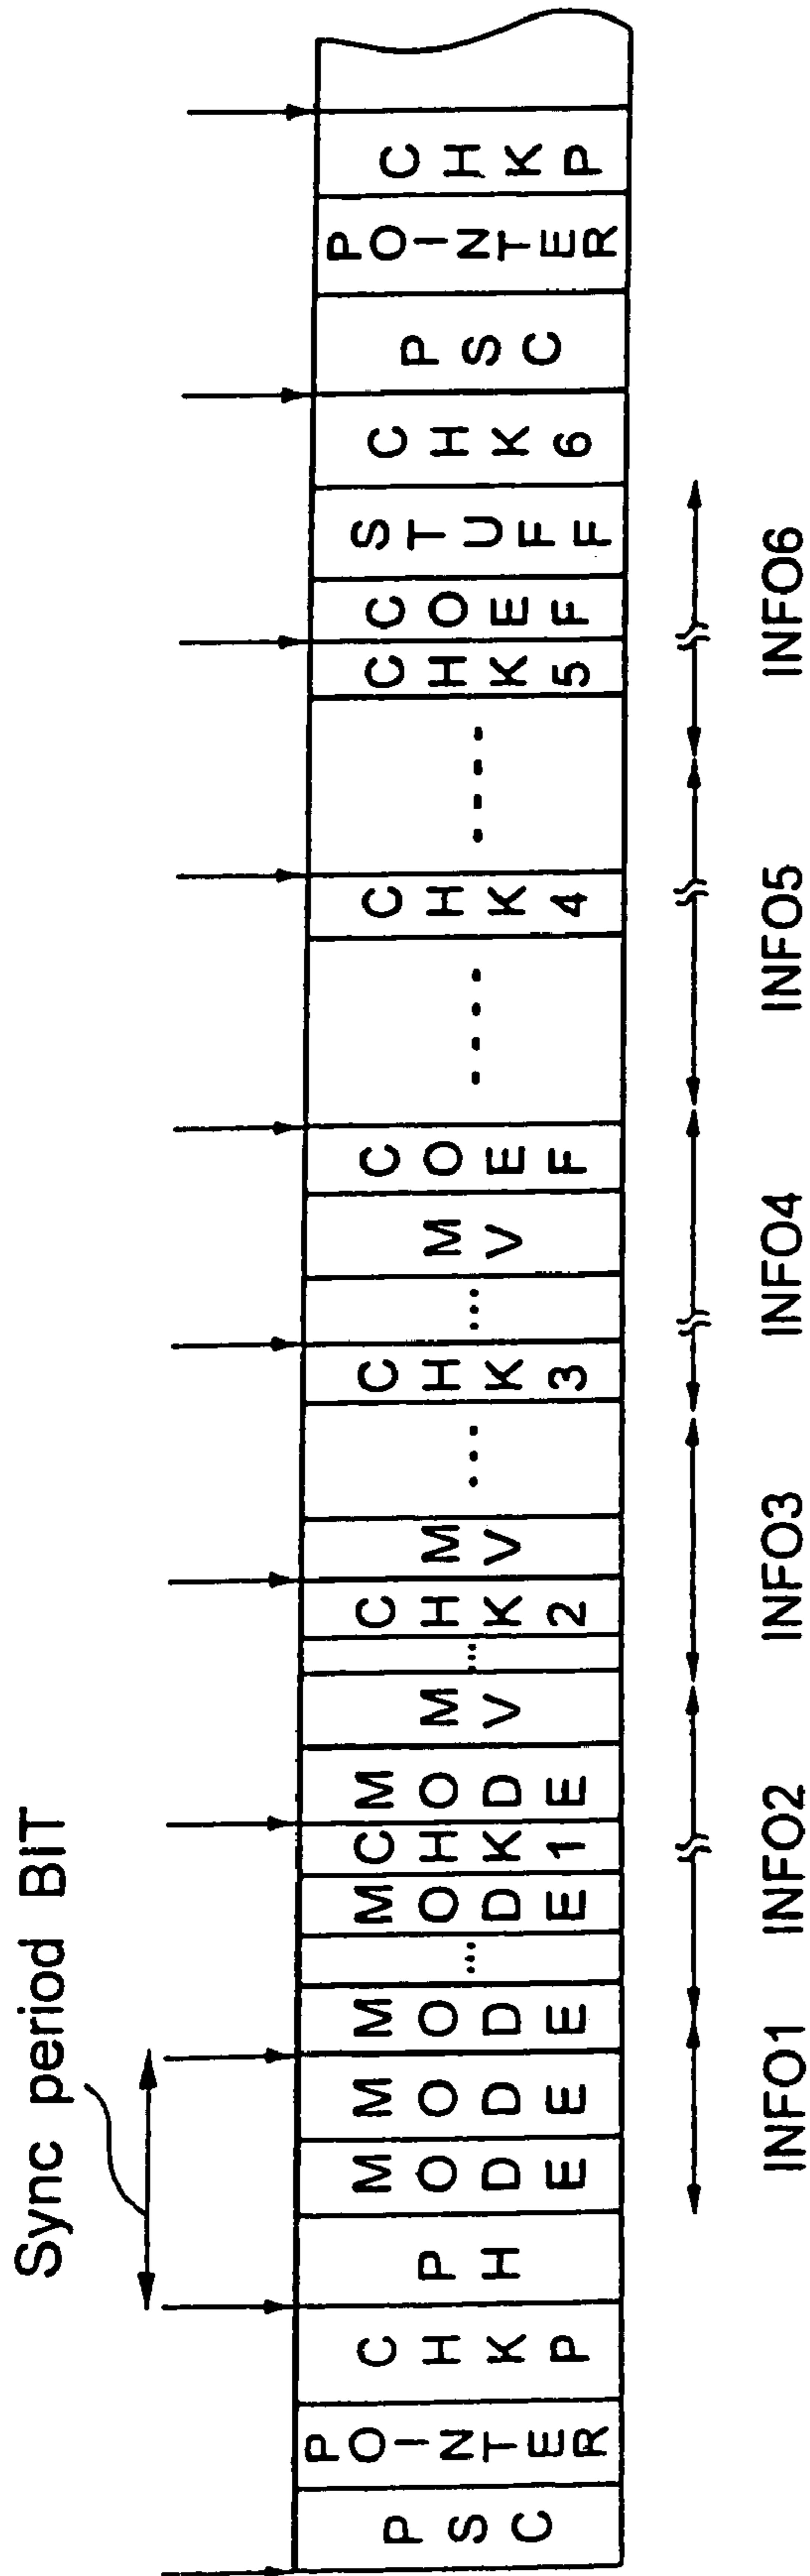 Sync period BIT
PSC
POINTER
CHKP
PH
MODE
MODE
MODE
...
MODE
CHK1
MODE
MV
...
CHK2
MV
...
CHK3
...
MV
COEF
----
CHK4
----
CHK5
COEF
STUFF
CHK6
PSC
POINTER
CHKP
INFO1
INFO2
INFO3
INFO4
INFO5
INFO6